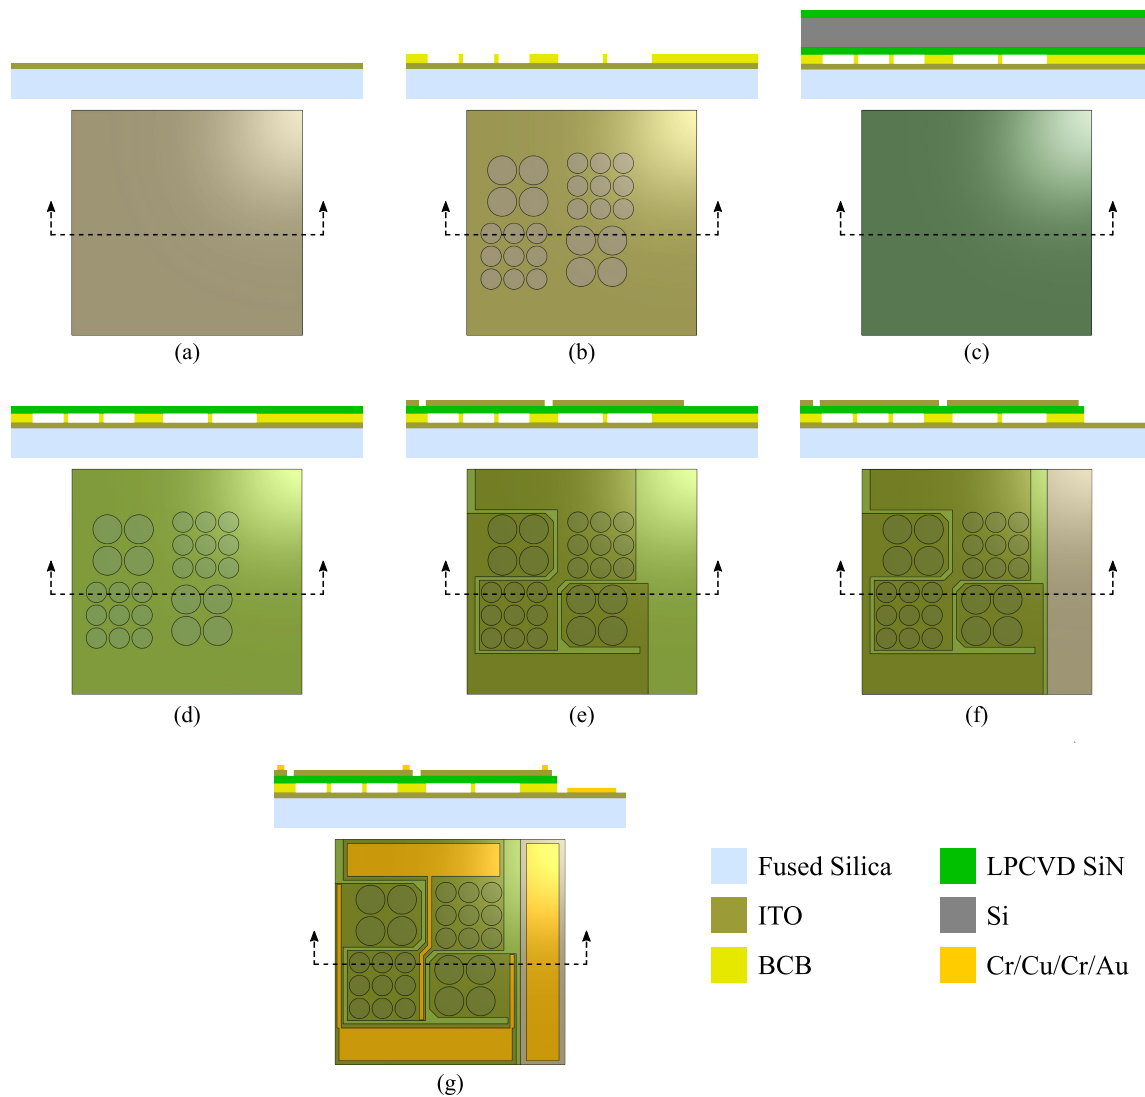 (a)
(b)
(c)
(d)
(e)
(f)
(g)
Fused Silica
LPCVD SiN
ITO
Si
BCB
Cr/Cu/Cr/Au